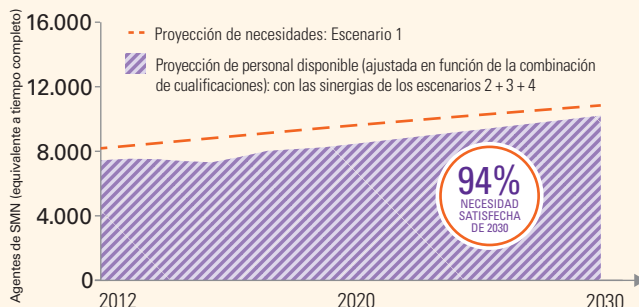 Agentes de SMN (equivalente a tiempo completo)
16.000
12.000
8.000
4.000
0
Proyección de necesidades: Escenario 1
Proyección de personal disponible (ajustada en función de la combinación
de cualificaciones): con las sinergias de los escenarios 2 + 3 + 4
94%
NECESIDAD
SATISFECHA
DE 2030
2012
2020
2030